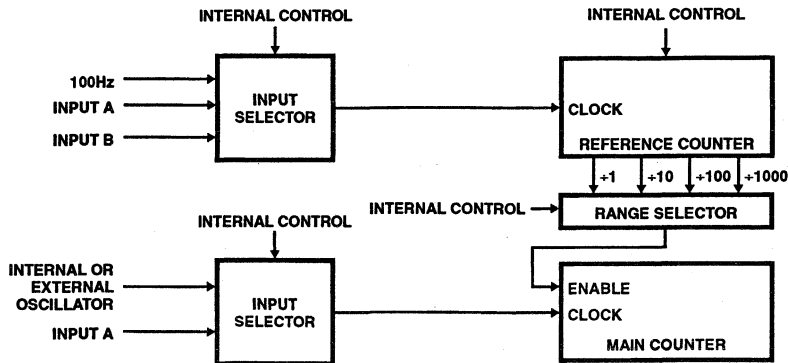 INTERNAL CONTROL
100Hz
INPUT A
INPUT B
INPUT
SELECTOR
INTERNAL CONTROL
CLOCK
REFERENCE COUNTER
÷1
÷10
÷100
÷1000
INTERNAL CONTROL
RANGE SELECTOR
INTERNAL CONTROL
INTERNAL OR
EXTERNAL
OSCILLATOR
INPUT A
INPUT
SELECTOR
ENABLE
CLOCK
MAIN COUNTER